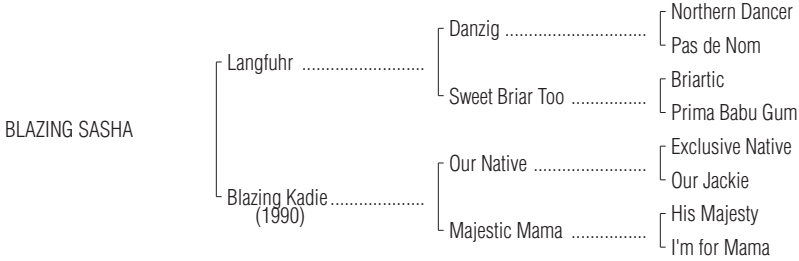 Northern Dancer
Danzig ..............................
Pas de Nom
Langfuhr ..........................
Briartic
Sweet Briar Too ................
Prima Babu Gum
BLAZING SASHA
Exclusive Native
Our Native ........................
Our Jackie
Blazing Kadie....................
(1990)
His Majesty
Majestic Mama ................
I'm for Mama